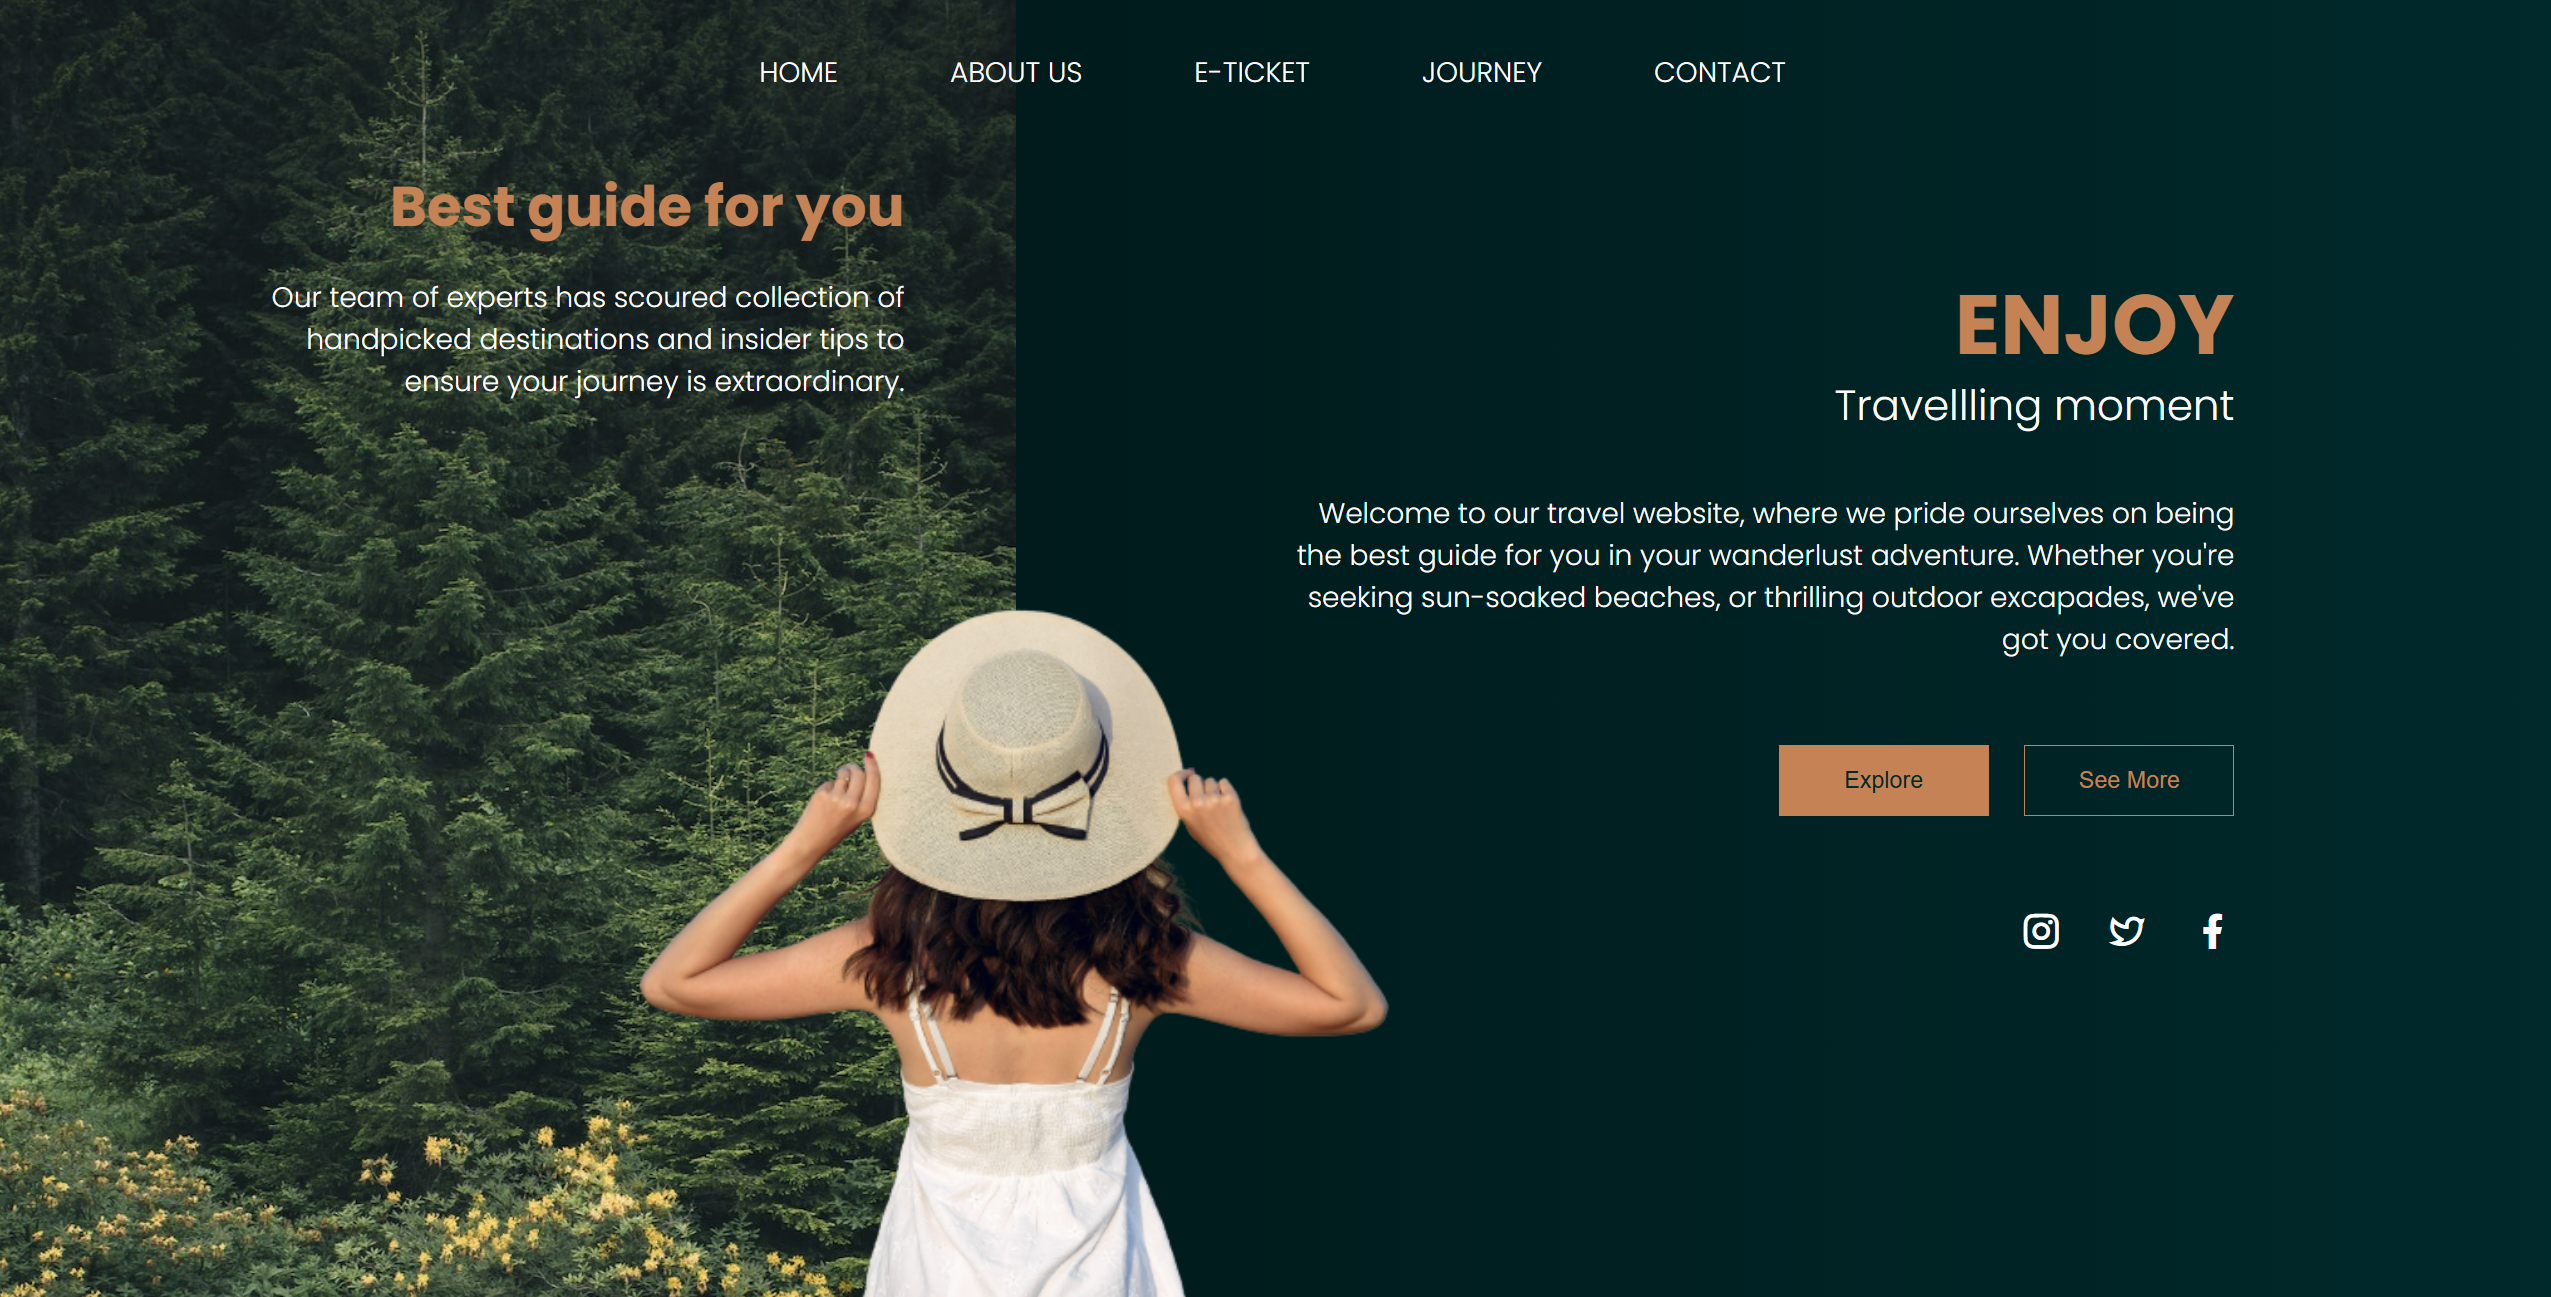 HOME ABOUT US E-TICKET JOURNEY CONTACT
Best guide for you
Our team of experts has scoured collection of
handpicked destinations and insider tips to
ensure your journey is extraordinary.
ENJOY
Travellling moment
Welcome to our travel website, where we pride ourselves on being
the best guide for you in your wanderlust adventure. Whether you're
seeking sun-soaked beaches, or thrilling outdoor excapades, we've
got you covered.
Explore See More